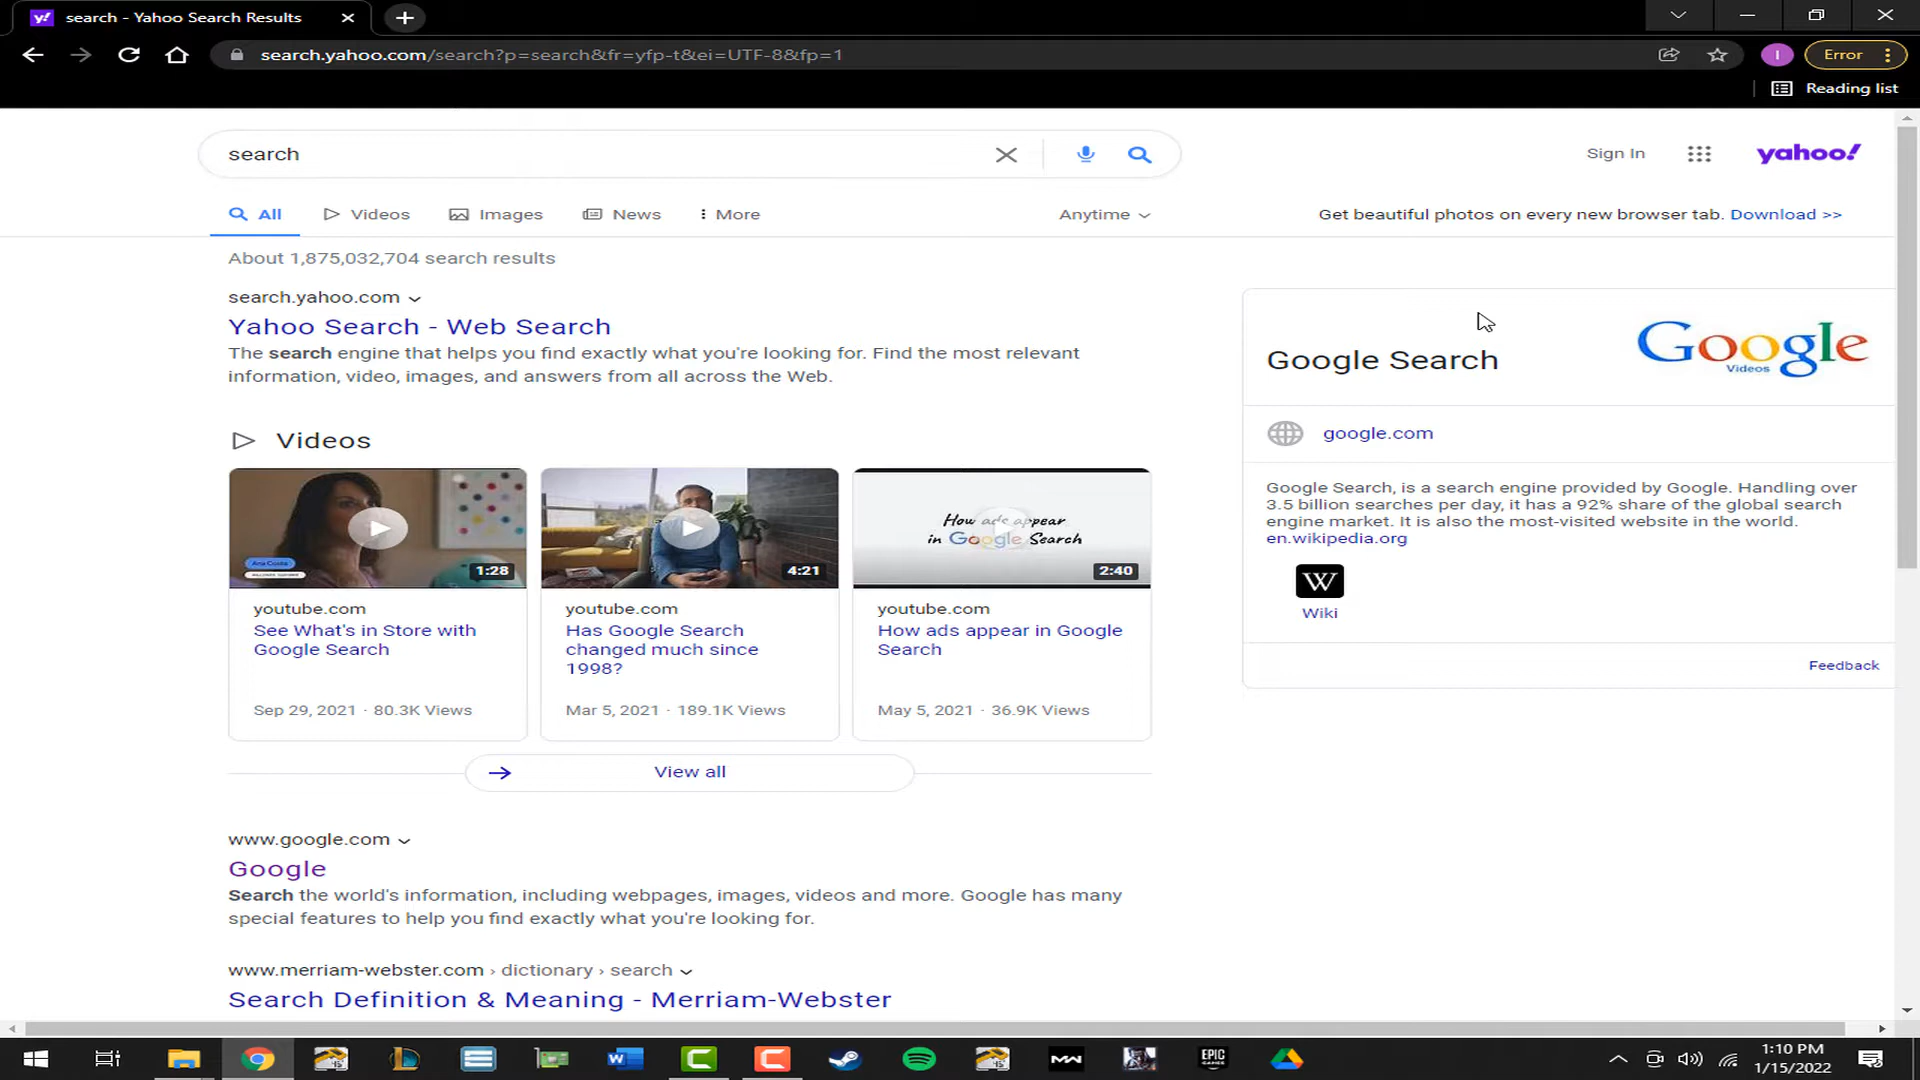 search - Yahoo Search Results
search.yahoo.com/search?p=search&fr=yfp-t&ei=UTF-8&fp=1
I
Error
Reading list
search
Sign In
yahoo!
All
Videos
Images
News
More
Anytime
Get beautiful photos on every new browser tab. Download >>
About 1,875,032,704 search results
search.yahoo.com
Yahoo Search - Web Search
The search engine that helps you find exactly what you're looking for. Find the most relevant
information, video, images, and answers from all across the Web.
Videos
Ana Costa
1:28
youtube.com
See What's in Store with
Google Search
Sep 29, 2021 · 80.3K Views
4:21
youtube.com
Has Google Search
changed much since
1998?
Mar 5, 2021 · 189.1K Views
How ads appear
in Google Search
2:40
youtube.com
How ads appear in Google
Search
May 5, 2021 · 36.9K Views
View all
www.google.com
Google
Search the world's information, including webpages, images, videos and more. Google has many
special features to help you find exactly what you're looking for.
www.merriam-webster.com › dictionary › search
Search Definition & Meaning - Merriam-Webster
Google Search
Google
Videos
google.com
Google Search, is a search engine provided by Google. Handling over
3.5 billion searches per day, it has a 92% share of the global search
engine market. It is also the most-visited website in the world.
en.wikipedia.org
W
Wiki
Feedback
EPIC
GAMES
1:10 PM
1/15/2022